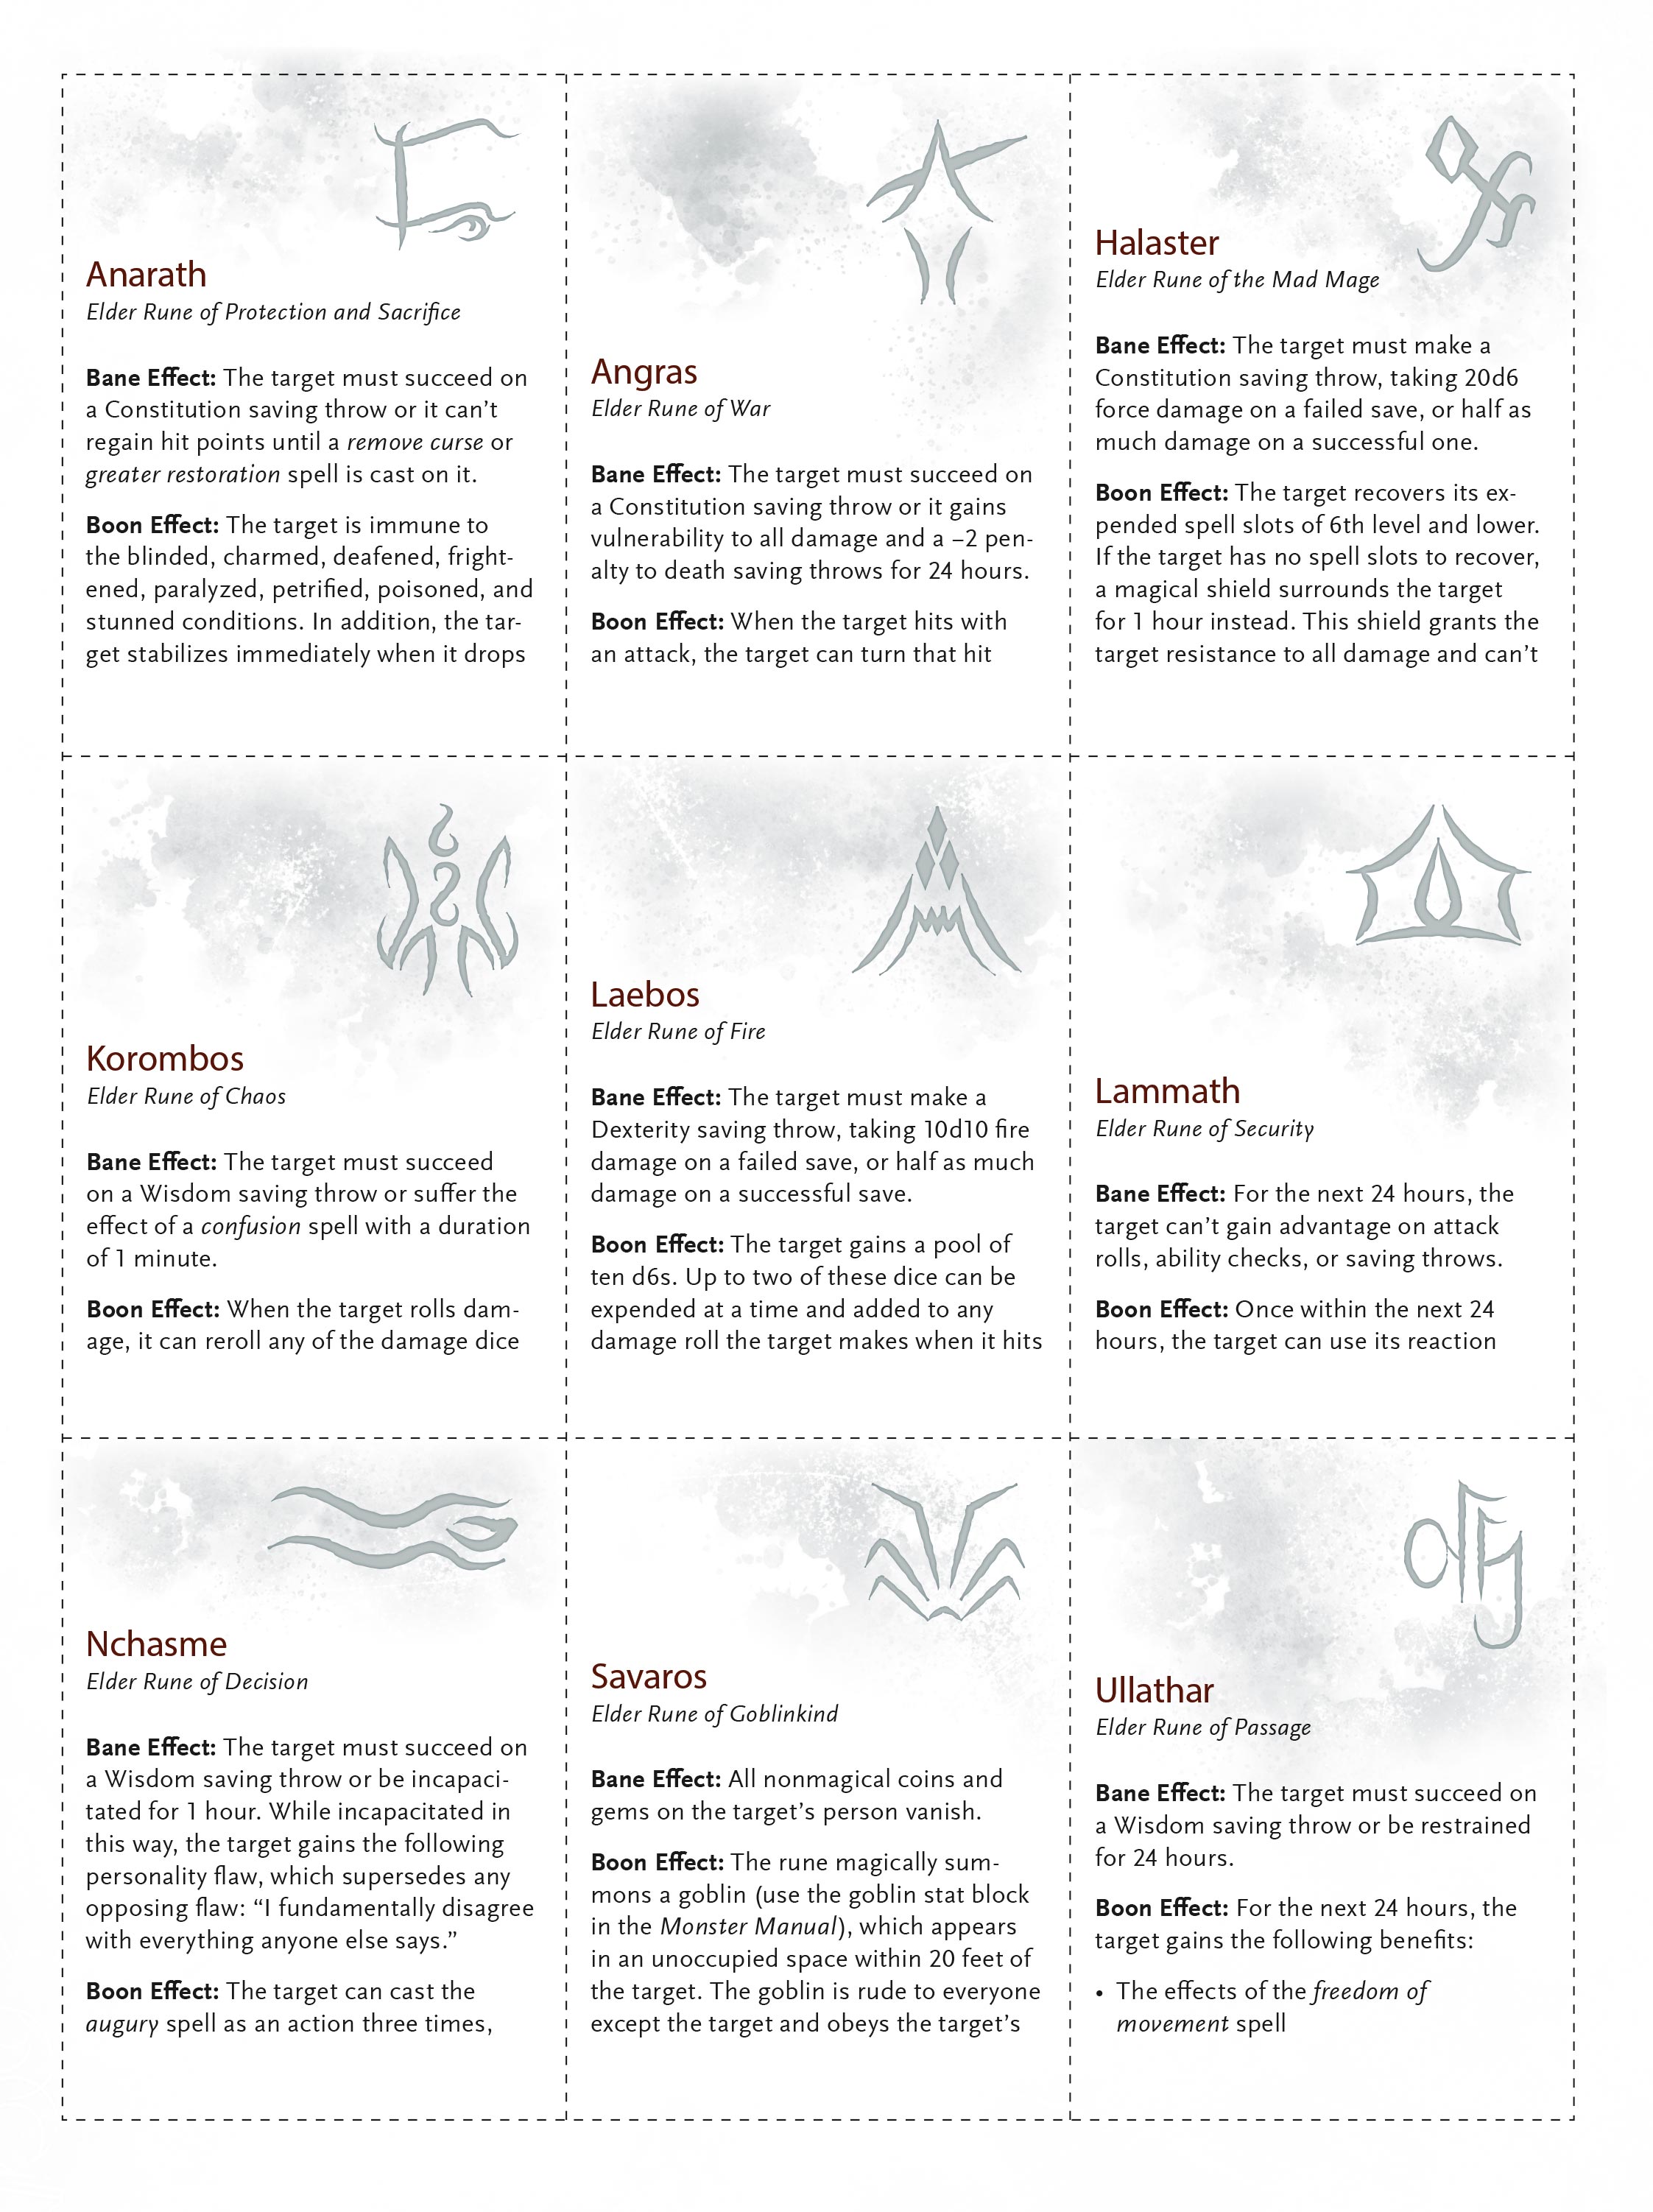 Anarath
Elder Rune of Protection and Sacrifice
Bane Effect: The target must succeed on
a Constitution saving throw or it can’t
regain hit points until a remove curse or
greater restoration spell is cast on it.
Boon Effect: The target is immune to
the blinded, charmed, deafened, fright-
ened, paralyzed, petrified, poisoned, and
stunned conditions. In addition, the tar-
get stabilizes immediately when it drops
Angras
Elder Rune of War
Bane Effect: The target must succeed on
a Constitution saving throw or it gains
vulnerability to all damage and a –2 pen-
alty to death saving throws for 24 hours.
Boon Effect: When the target hits with
an attack, the target can turn that hit
Halaster
Elder Rune of the Mad Mage
Bane Effect: The target must make a
Constitution saving throw, taking 20d6
force damage on a failed save, or half as
much damage on a successful one.
Boon Effect: The target recovers its ex-
pended spell slots of 6th level and lower.
If the target has no spell slots to recover,
a magical shield surrounds the target
for 1 hour instead. This shield grants the
target resistance to all damage and can’t
Korombos
Elder Rune of Chaos
Bane Effect: The target must succeed
on a Wisdom saving throw or suffer the
effect of a confusion spell with a duration
of 1 minute.
Boon Effect: When the target rolls dam-
age, it can reroll any of the damage dice
Laebos
Elder Rune of Fire
Bane Effect: The target must make a
Dexterity saving throw, taking 10d10 fire
damage on a failed save, or half as much
damage on a successful save.
Boon Effect: The target gains a pool of
ten d6s. Up to two of these dice can be
expended at a time and added to any
damage roll the target makes when it hits
Lammath
Elder Rune of Security
Bane Effect: For the next 24 hours, the
target can’t gain advantage on attack
rolls, ability checks, or saving throws.
Boon Effect: Once within the next 24
hours, the target can use its reaction
Nchasme
Elder Rune of Decision
Bane Effect: The target must succeed on
a Wisdom saving throw or be incapaci-
tated for 1 hour. While incapacitated in
this way, the target gains the following
personality flaw, which supersedes any
opposing flaw: “I fundamentally disagree
with everything anyone else says.”
Boon Effect: The target can cast the
augury spell as an action three times,
Savaros
Elder Rune of Goblinkind
Bane Effect: All nonmagical coins and
gems on the target’s person vanish.
Boon Effect: The rune magically sum-
mons a goblin (use the goblin stat block
in the Monster Manual), which appears
in an unoccupied space within 20 feet of
the target. The goblin is rude to everyone
except the target and obeys the target’s
Ullathar
Elder Rune of Passage
Bane Effect: The target must succeed on
a Wisdom saving throw or be restrained
for 24 hours.
Boon Effect: For the next 24 hours, the
target gains the following benefits:
• The effects of the freedom of
movement spell